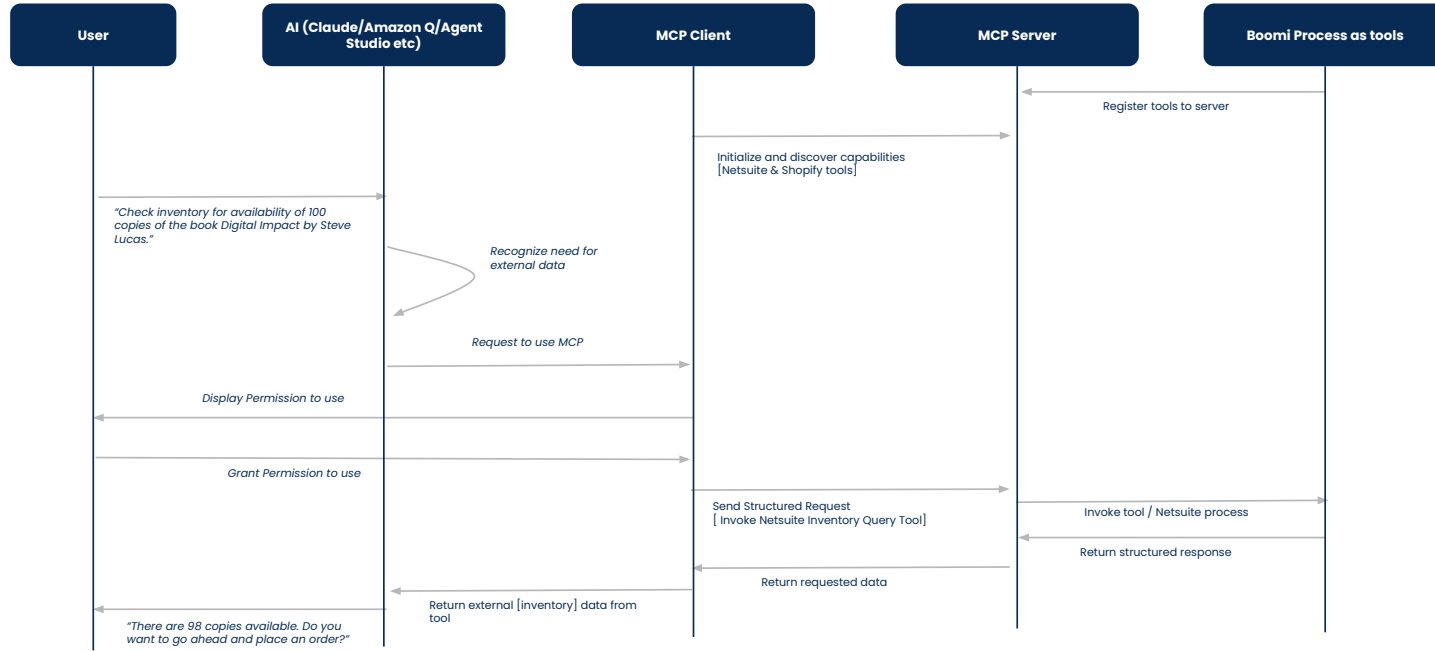 User
AI (Claude/Amazon Q/Agent
Studio etc)
MCP Client
MCP Server
Boomi Process as tools
Register tools to server
Initialize and discover capabilities
[Netsuite & Shopify tools]
“Check inventory for availability of 100
copies of the book Digital Impact by Steve
Lucas.”
Recognize need for
external data
Request to use MCP
Display Permission to use
Grant Permission to use
Send Structured Request
[ Invoke Netsuite Inventory Query Tool]
Invoke tool / Netsuite process
Return structured response
Return requested data
Return external [inventory] data from
tool
“There are 98 copies available. Do you
want to go ahead and place an order?”